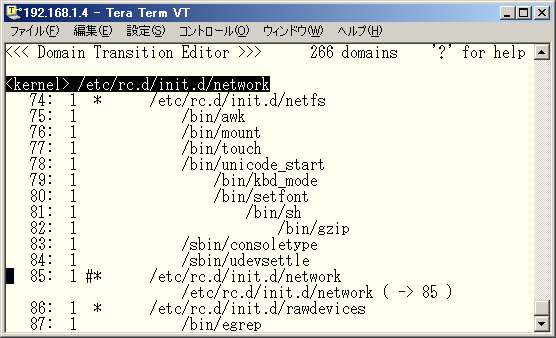 192.168.1.4 - Tera Term VT
ファイル(F) 編集(E) 設定(S) コントロール(O) ウィンドウ(W) ヘルプ(H)
<<< Domain Transition Editor >>> 266 domains '?' for help
<kernel> /etc/rc.d/init.d/network
74: 1 * /etc/rc.d/init.d/netfs
75: 1 /bin/awk
76: 1 /bin/mount
77: 1 /bin/touch
78: 1 /bin/unicode_start
79: 1 /bin/kbd_mode
80: 1 /bin/setfont
81: 1 /bin/sh
82: 1 /bin/gzip
83: 1 /sbin/consoletype
84: 1 /sbin/udevsettle
85: 1 #* /etc/rc.d/init.d/network
/etc/rc.d/init.d/network ( -> 85 )
86: 1 * /etc/rc.d/init.d/rawdevices
87: 1 /bin/egrep